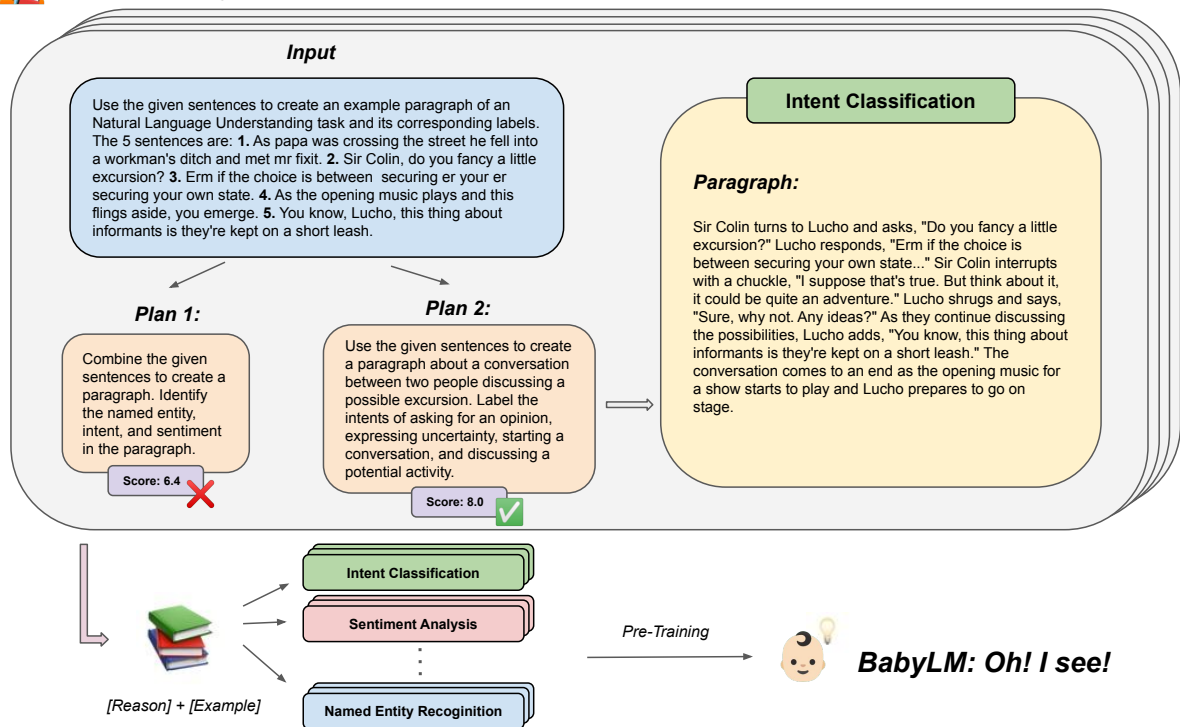 Input
Use the given sentences to create an example paragraph of an
Natural Language Understanding task and its corresponding labels.
The 5 sentences are: 1. As papa was crossing the street he fell into
a workman's ditch and met mr fixit. 2. Sir Colin, do you fancy a little
excursion? 3. Erm if the choice is between securing er your er
securing your own state. 4. As the opening music plays and this
flings aside, you emerge. 5. You know, Lucho, this thing about
informants is they're kept on a short leash.
Plan 1:
Combine the given
sentences to create a
paragraph. Identify
the named entity,
intent, and sentiment
in the paragraph.
Score: 6.4
Plan 2:
Use the given sentences to create
a paragraph about a conversation
between two people discussing a
possible excursion. Label the
intents of asking for an opinion,
expressing uncertainty, starting a
conversation, and discussing a
potential activity.
Score: 8.0
Intent Classification
Paragraph:
Sir Colin turns to Lucho and asks, "Do you fancy a little
excursion?" Lucho responds, "Erm if the choice is
between securing your own state..." Sir Colin interrupts
with a chuckle, "I suppose that's true. But think about it,
it could be quite an adventure." Lucho shrugs and says,
"Sure, why not. Any ideas?" As they continue discussing
the possibilities, Lucho adds, "You know, this thing about
informants is they're kept on a short leash." The
conversation comes to an end as the opening music for
a show starts to play and Lucho prepares to go on
stage.
[Reason] + [Example]
Intent Classification
Sentiment Analysis
Named Entity Recoginition
Pre-Training
BabyLM: Oh! I see!